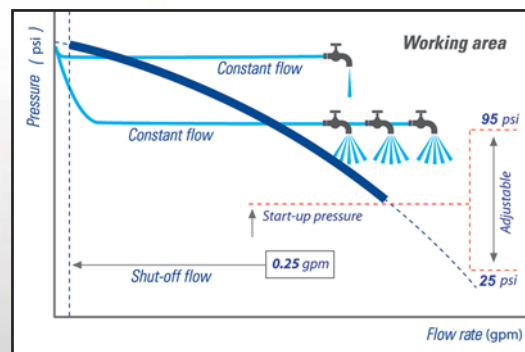 Pressure ( psi )
Working area
Constant flow
Constant flow
95 psi
Adjustable
Start-up pressure
0.25 gpm
Shut-off flow
25 psi
Flow rate (gpm)